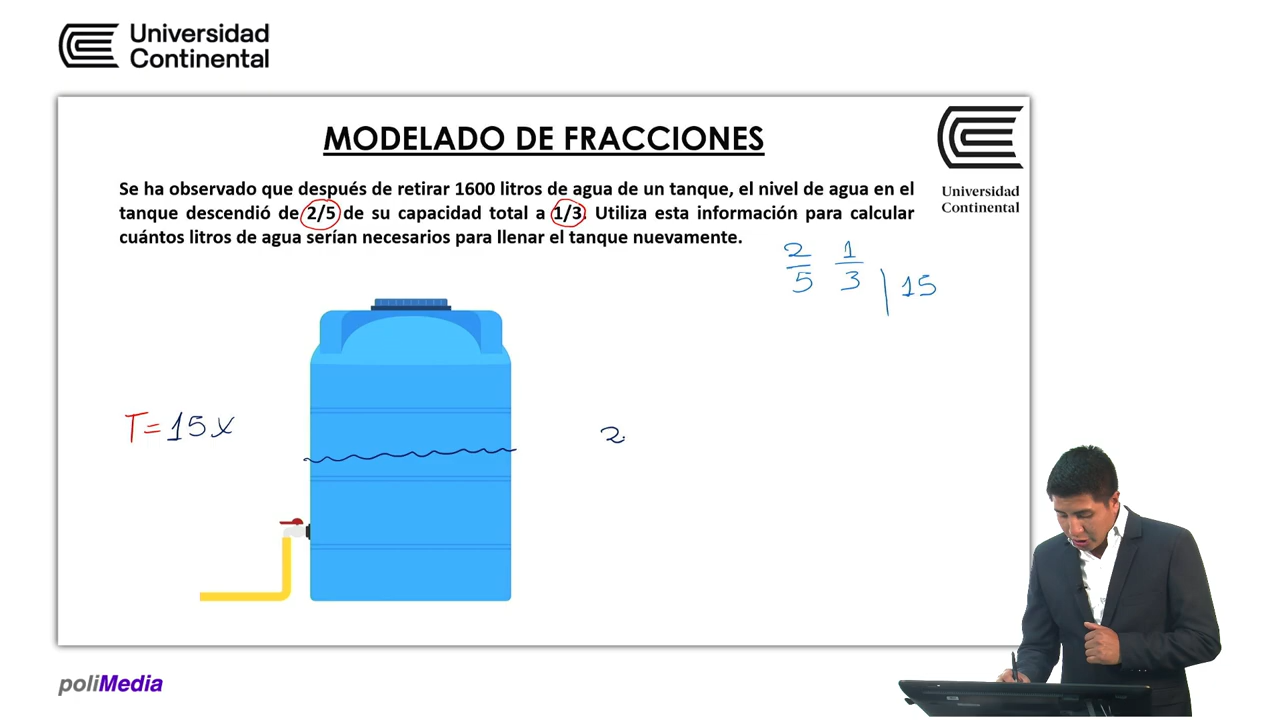 Universidad
Continental
MODELADO DE FRACCIONES
Universidad
Continental
Se ha observado que después de retirar 1600 litros de agua de un tanque, el nivel de agua en el
tanque descendió de 2/5 de su capacidad total a 1/3. Utiliza esta información para calcular
cuántos litros de agua serían necesarios para llenar el tanque nuevamente.
2/5 1/3 | 15
T = 15x
2
poliMedia